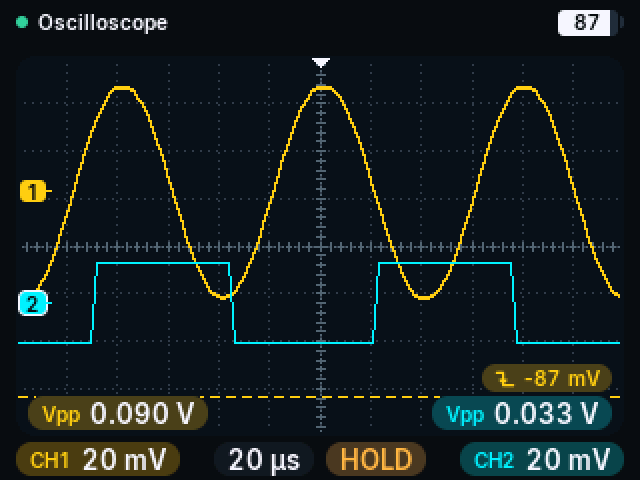 Oscilloscope
87
1
2
-87 mV
Vpp 0.090 V
Vpp 0.033 V
CH1 20 mV
20 µs
HOLD
CH2 20 mV